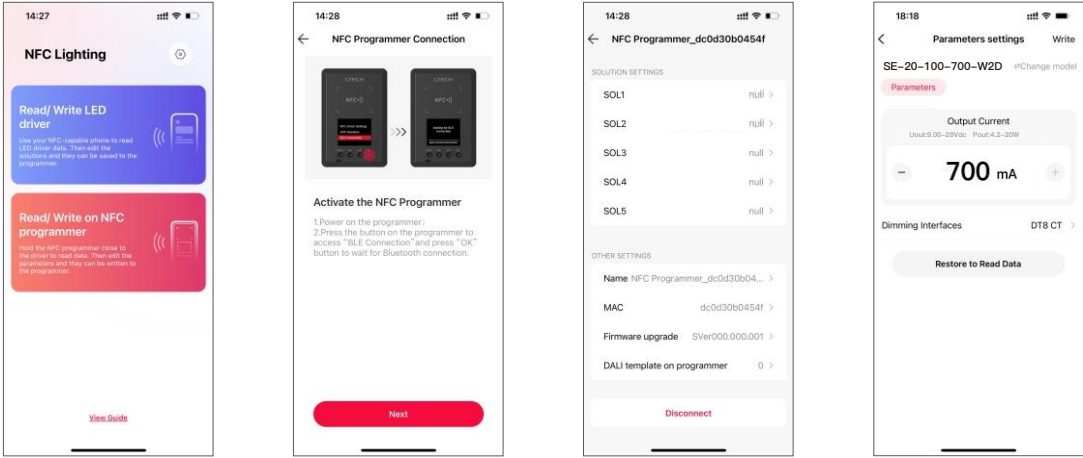 14:27
NFC Lighting
Read/ Write LED
driver
Use your NFC-capable phone to read
LED driver data. Then edit the
solutions and they can be saved to the
programmer.
Read/ Write on NFC
programmer
Hold the NFC programmer close to
the driver to read data. Then edit the
parameters and they can be written to
the programmer.
View Guide
14:28
NFC Programmer Connection
LTECH
NFC
LTECH
NFC
Activate the NFC Programmer
1.Power on the programmer;
2.Press the button on the programmer to
access "BLE Connection"and press "OK"
button to wait for Bluetooth connection.
Next
14:28
NFC Programmer_dc0d30b0454f
SOLUTION SETTINGS
SOL1 null >
SOL2 null >
SOL3 null >
SOL4 null >
SOL5 null >
OTHER SETTINGS
Name NFC Programmer_dc0d30b04... >
MAC dc0d30b0454f >
Firmware upgrade SVer000.000.001 >
DALI template on programmer 0 >
Disconnect
18:18
Parameters settings Write
SE-20-100-700-W2D ⇌Change model
Parameters
Output Current
Uout:9.00-28Vdc Pout:4.2-20W
− 700 mA +
Dimming Interfaces DT8 CT >
Restore to Read Data